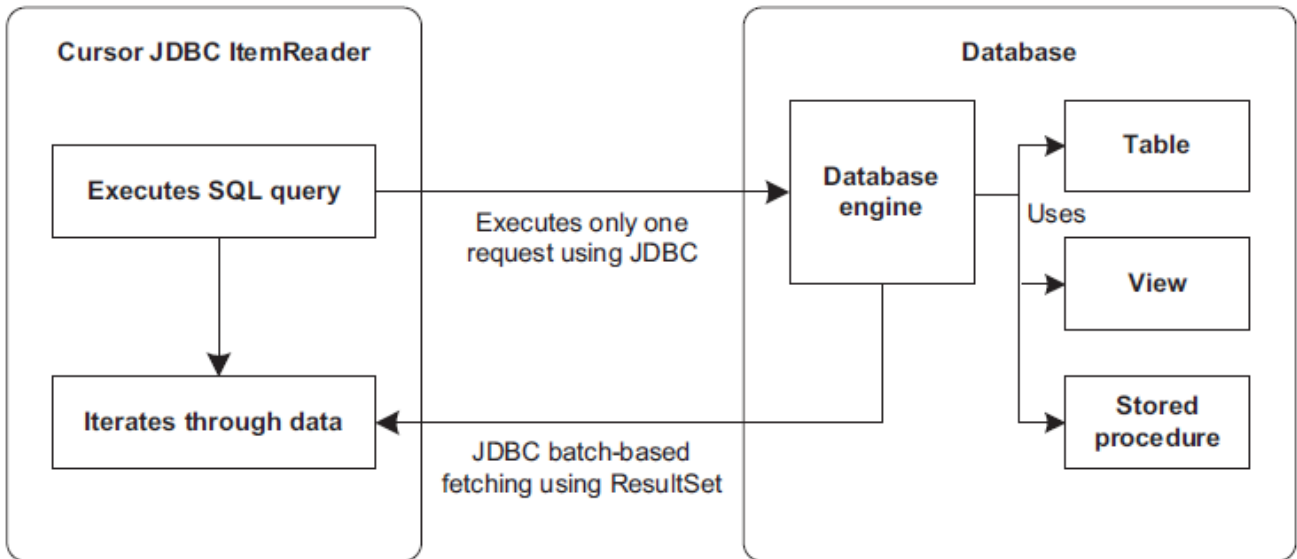 Cursor JDBC ItemReader
Executes SQL query
Iterates through data
Executes only one
request using JDBC
JDBC batch-based
fetching using ResultSet
Database
Database
engine
Uses
Table
View
Stored
procedure